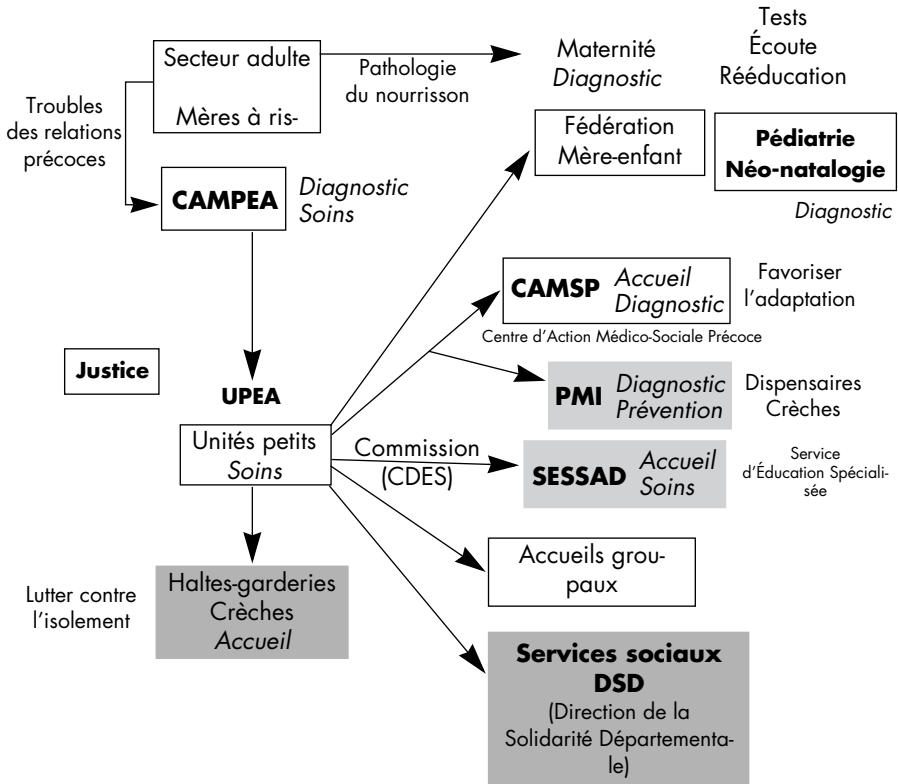 Secteur adulte
Mères à ris-
Pathologie
du nourrisson
Maternité
Diagnostic
Tests
Écoute
Rééducation
Troubles
des relations
précoces
Fédération
Mère-enfant
Pédiatrie
Néo-natalogie
Diagnostic
CAMPEA
Diagnostic
Soins
CAMSP
Accueil
Diagnostic
Favoriser
l'adaptation
Centre d'Action Médico-Sociale Précoce
Justice
UPEA
PMI
Diagnostic
Prévention
Dispensaires
Crèches
Unités petits
Soins
Commission
(CDES)
SESSAD
Accueil
Soins
Service
d'Éducation Spéciali-
sée
Accueils grou-
paux
Lutter contre
l'isolement
Haltes-garderies
Crèches
Accueil
Services sociaux
DSD
(Direction de la
Solidarité Départementa-
le)